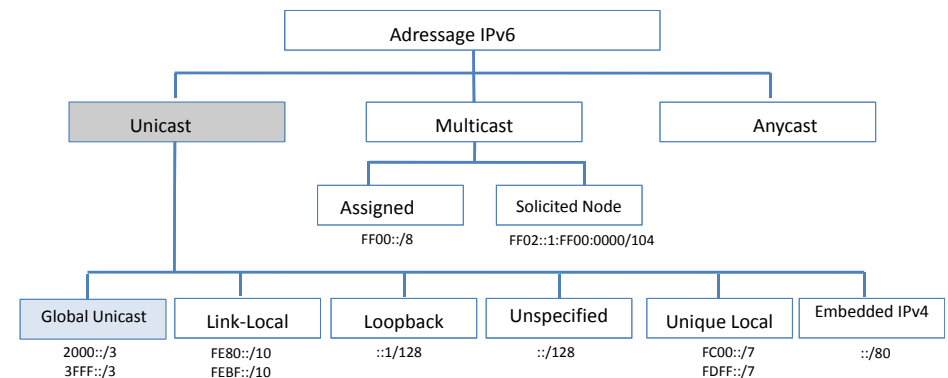 Adressage IPv6
Unicast
Multicast
Anycast
Assigned
Solicited Node
FF00::/8
FF02::1:FF00:0000/104
Global Unicast
Link-Local
Loopback
Unspecified
Unique Local
Embedded IPv4
2000::/3
3FFF::/3
FE80::/10
FEBF::/10
::1/128
::/128
FC00::/7
FDFF::/7
::/80